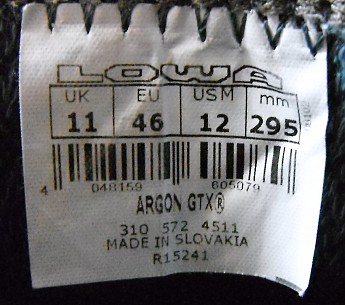 LOWA
UK EU USM mm
11 46 12 295
4 048159 605079
ARGON GTX®
310 572 4511
MADE IN SLOVAKIA
R15241